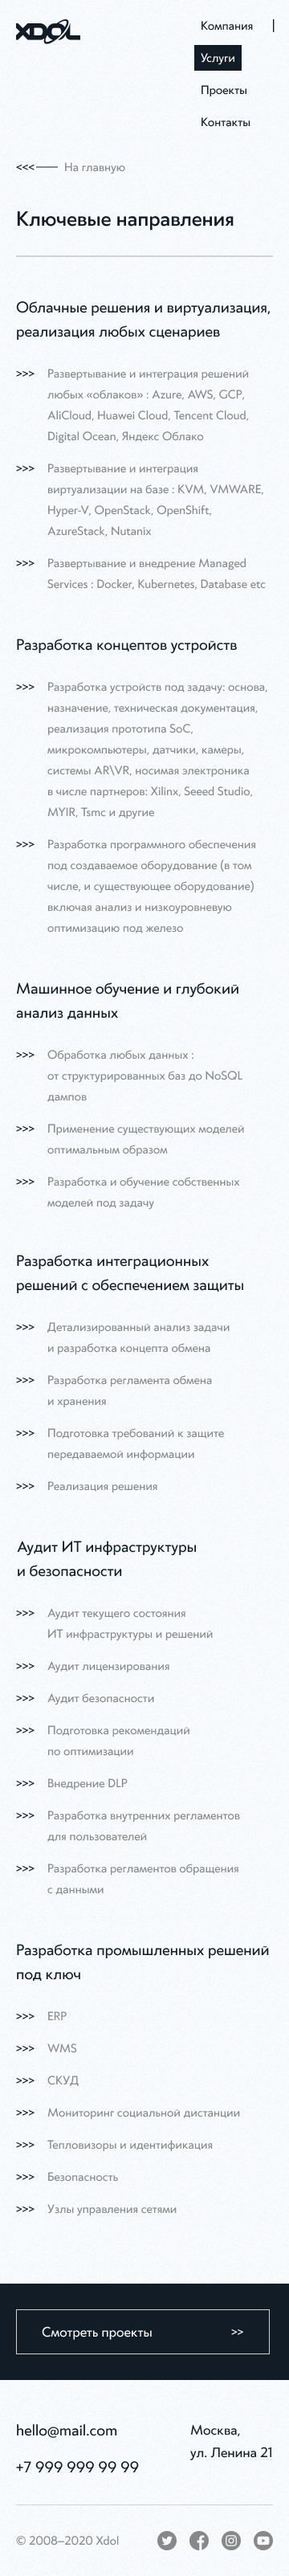 XDOL
Компания
Услуги
Проекты
Контакты
<<<
На главную
Ключевые направления
Облачные решения и виртуализация,
реализация любых сценариев
>>> Развертывание и интеграция решений
любых «облаков» : Azure, AWS, GCP,
AliCloud, Huawei Cloud, Tencent Cloud,
Digital Ocean, Яндекс Облако
>>> Развертывание и интеграция
виртуализации на базе : KVM, VMWARE,
Hyper-V, OpenStack, OpenShift,
AzureStack, Nutanix
>>> Развертывание и внедрение Managed
Services : Docker, Kubernetes, Database etc
Разработка концептов устройств
>>> Разработка устройств под задачу: основа,
назначение, техническая документация,
реализация прототипа SoC,
микрокомпьютеры, датчики, камеры,
системы AR\VR, носимая электроника
в числе партнеров: Xilinx, Seeed Studio,
MYIR, Tsmc и другие
>>> Разработка программного обеспечения
под создаваемое оборудование (в том
числе, и существующее оборудование)
включая анализ и низкоуровневую
оптимизацию под железо
Машинное обучение и глубокий
анализ данных
>>> Обработка любых данных :
от структурированных баз до NoSQL
дампов
>>> Применение существующих моделей
оптимальным образом
>>> Разработка и обучение собственных
моделей под задачу
Разработка интеграционных
решений с обеспечением защиты
>>> Детализированный анализ задачи
и разработка концепта обмена
>>> Разработка регламента обмена
и хранения
>>> Подготовка требований к защите
передаваемой информации
>>> Реализация решения
Аудит ИТ инфраструктуры
и безопасности
>>> Аудит текущего состояния
ИТ инфраструктуры и решений
>>> Аудит лицензирования
>>> Аудит безопасности
>>> Подготовка рекомендаций
по оптимизации
>>> Внедрение DLP
>>> Разработка внутренних регламентов
для пользователей
>>> Разработка регламентов обращения
с данными
Разработка промышленных решений
под ключ
>>> ERP
>>> WMS
>>> СКУД
>>> Мониторинг социальной дистанции
>>> Тепловизоры и идентификация
>>> Безопасность
>>> Узлы управления сетями
Смотреть проекты >>
hello@mail.com
+7 999 999 99 99
Москва,
ул. Ленина 21
© 2008–2020 Xdol